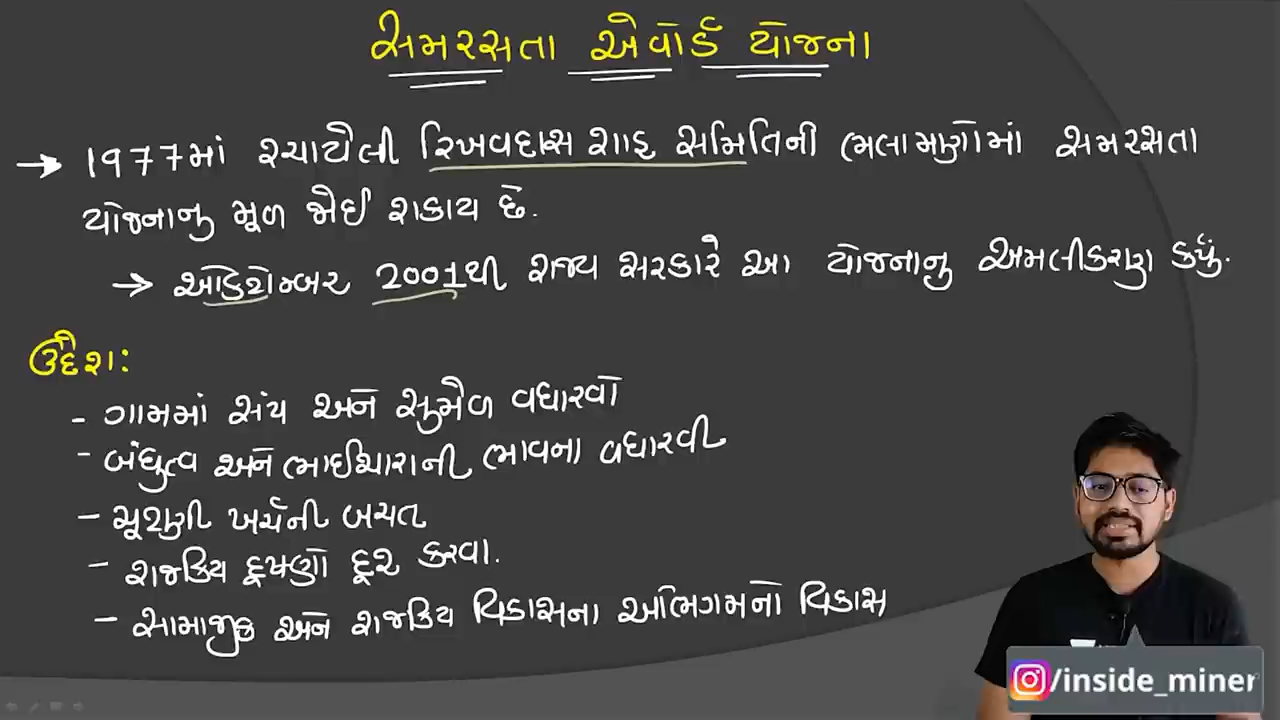 સમરસતા એવોર્ડ યોજના
→ 1977માં રચાયેલી રિખવદાસ શાહ સમિતિની ભલામણોમાં સમરસતા
યોજનાનુ મૂળ જોઈ શકાય છે.
→ ઓક્ટોમ્બર 2001થી રાજ્ય સરકારે આ યોજનાનુ અમલીકરણ કર્યું.
ઉદ્દેશ:
- ગામમાં સંપ અને સુમેળ વધારવો
- બંધુત્વ અને ભાઈચારાની ભાવના વધારવી
- ચૂંટણી ખર્ચની બચત
- રાજકિય દૂષણો દૂર કરવા.
- સામાજીક અને રાજકિય વિકાસના અભિગમનો વિકાસ
/inside_miner